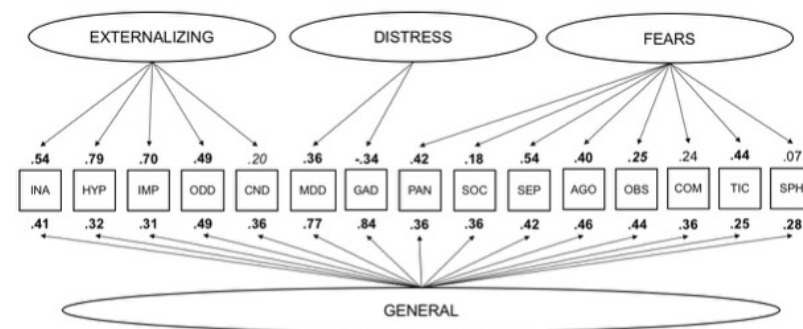 EXTERNALIZING DISTRESS FEARS
.54 .79 .70 .49 .20 .36 -.34 .42 .18 .54 .40 .25 .24 .44 .07
INA HYP IMP ODD CND MDD GAD PAN SOC SEP AGO OBS COM TIC SPH
.41 .32 .31 .49 .36 .77 .84 .36 .36 .42 .46 .44 .36 .25 .28
GENERAL